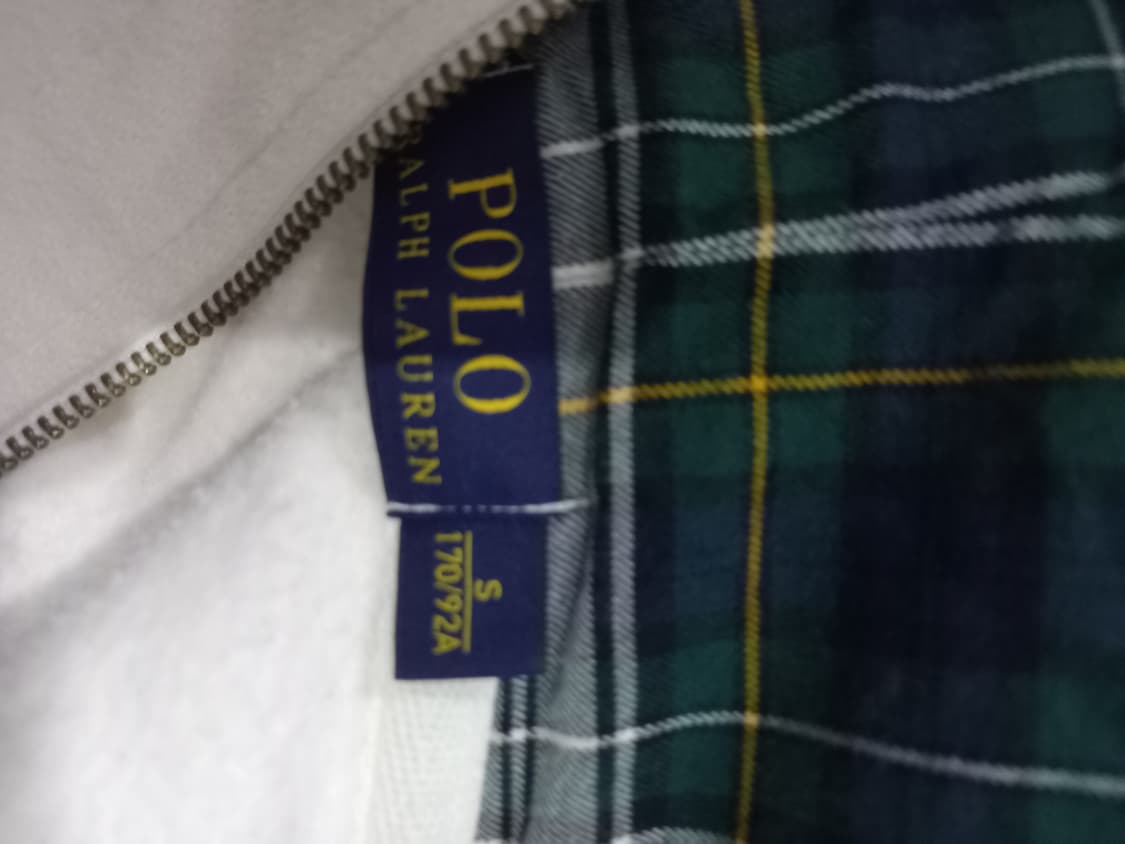 POLO
RALPH LAUREN
S
170/92A